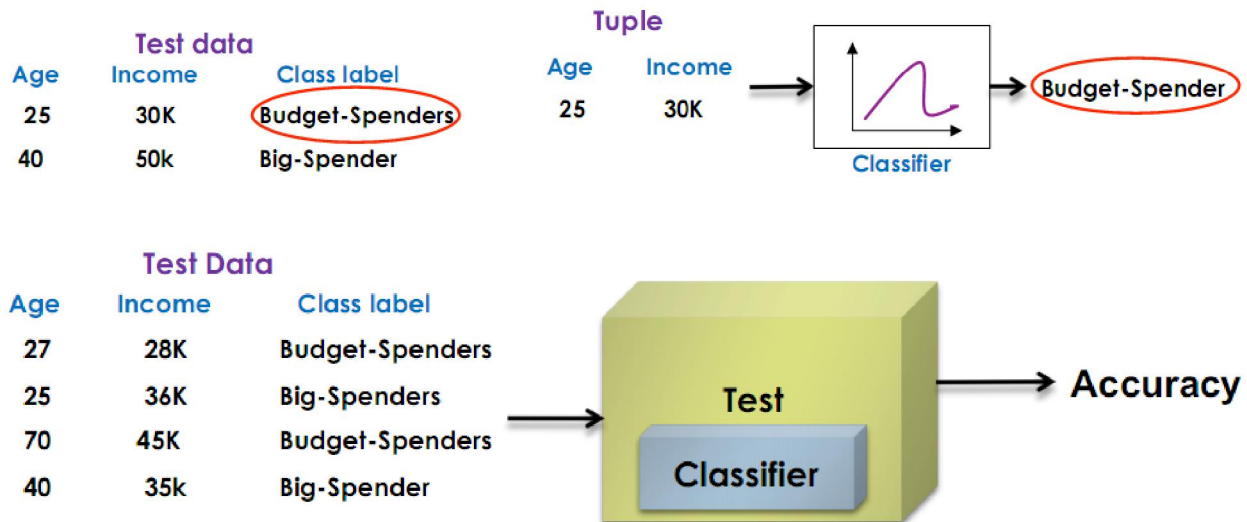 Test data
Age Income Class label
25 30K Budget-Spenders
40 50k Big-Spender
Tuple
Age Income
25 30K
Classifier
Budget-Spender
Test Data
Age Income Class label
27 28K Budget-Spenders
25 36K Big-Spenders
70 45K Budget-Spenders
40 35k Big-Spender
Test
Classifier
Accuracy